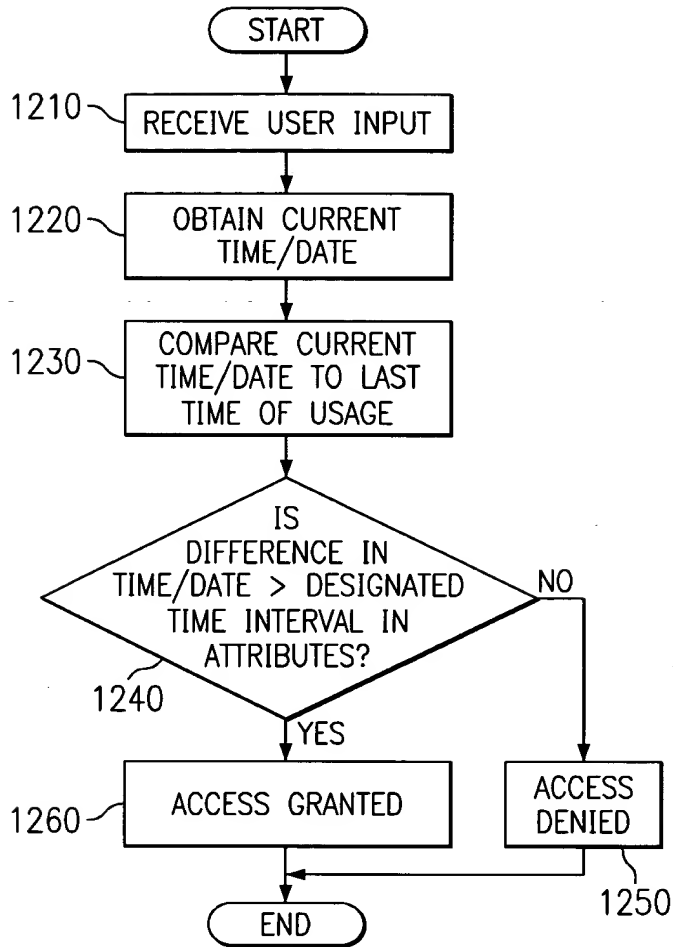 START
1210
RECEIVE USER INPUT
1220
OBTAIN CURRENT
TIME/DATE
1230
COMPARE CURRENT
TIME/DATE TO LAST
TIME OF USAGE
IS
DIFFERENCE IN
TIME/DATE > DESIGNATED
TIME INTERVAL IN
ATTRIBUTES?
NO
1240
YES
1260
ACCESS GRANTED
ACCESS
DENIED
1250
END